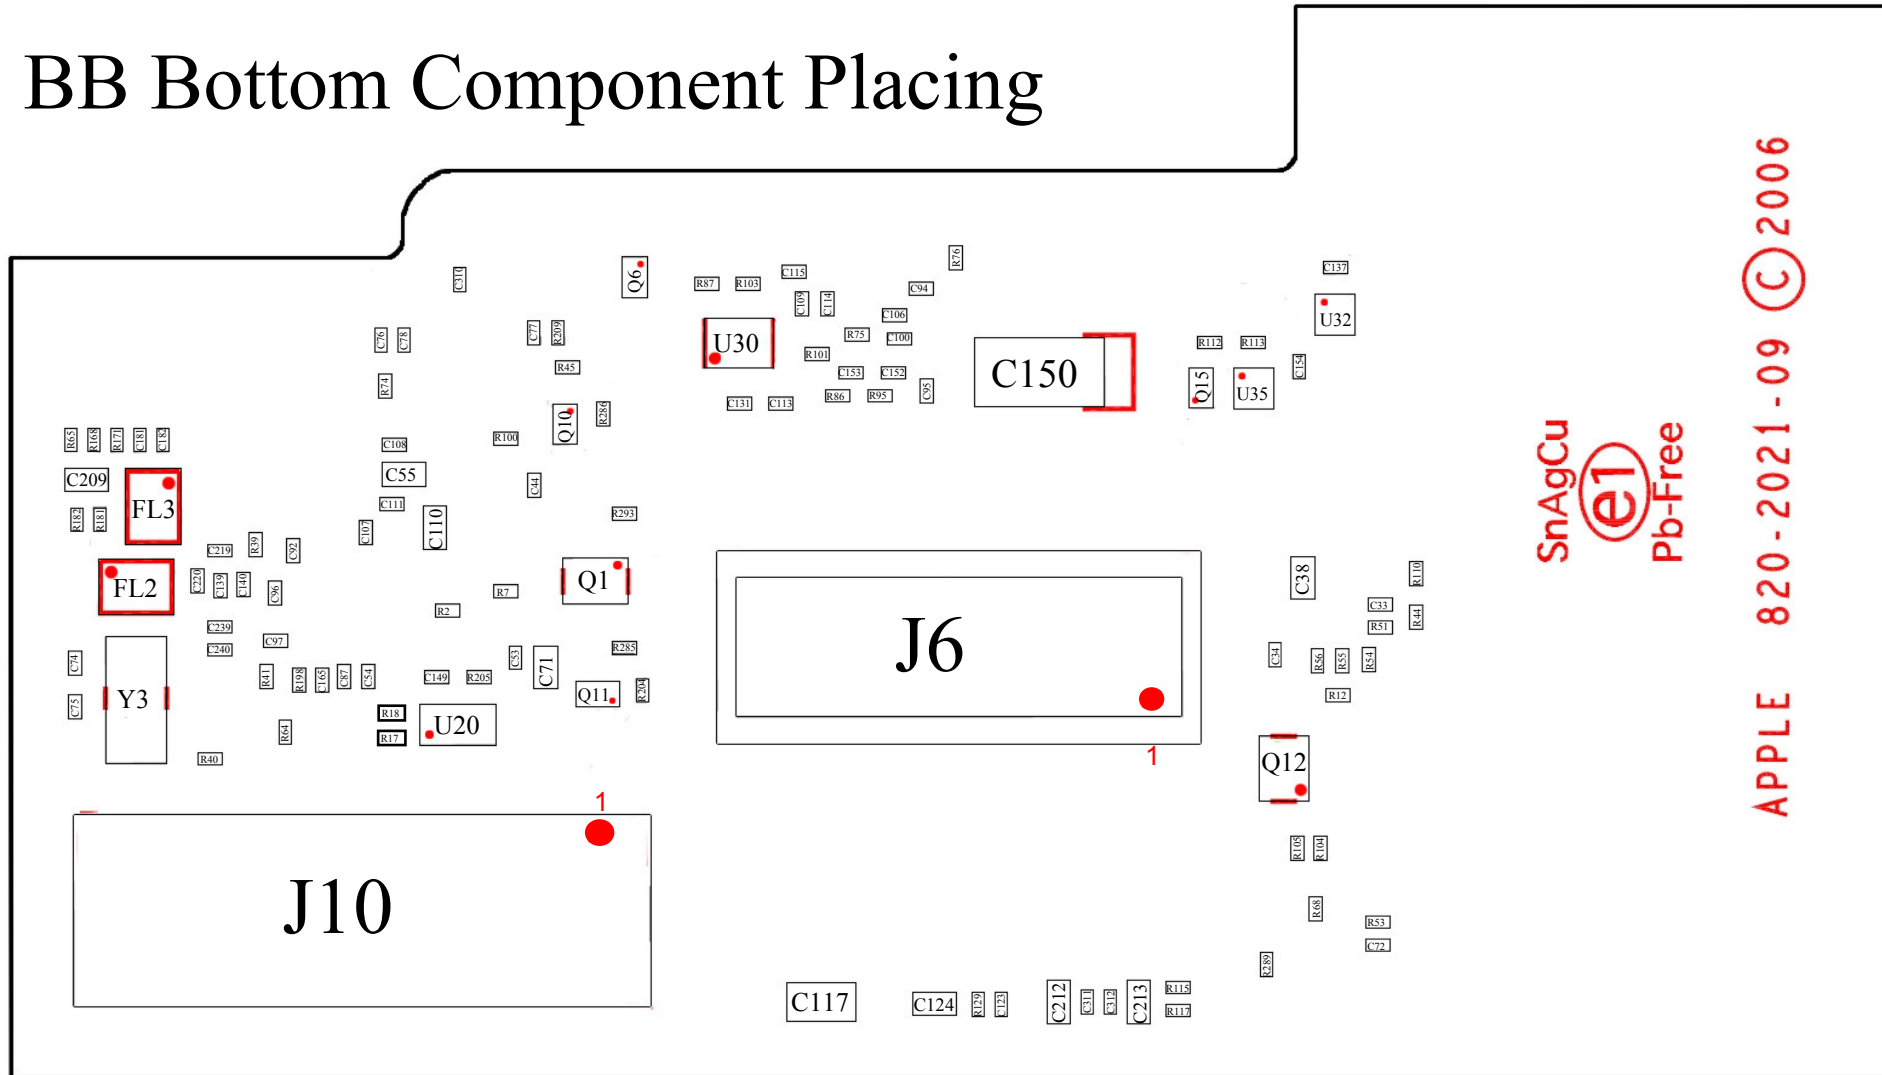 BB Bottom Component Placing
R76
C310
Q6
C115
R87
R103
C94
C109
C114
C106
C137
U32
C76
C78
C77
R209
U30
R75
C100
R101
R112
R113
C154
R45
C153
C152
C150
Q15
U35
R74
R86
R95
C95
C131
C113
Q10
R286
R65
R168
R171
C181
C182
C108
R100
C209
FL3
C55
C44
C111
R182
R181
C107
C110
R293
SnAgCu
e1
Pb-Free
APPLE 820-2021-09 C 2006
C219
R39
C92
FL2
C220
C139
C140
C96
R7
Q1
R2
C38
R110
C33
R44
R51
C239
C240
C97
J6
C74
C75
Y3
R41
R198
C165
C87
C54
C149
R205
C53
C71
R285
Q11
R204
C34
R56
R55
R54
R12
R18
R17
U20
R64
R40
1
Q12
1
J10
R105
R104
R68
R53
C72
R289
C117
C124
R129
C123
C212
C311
C312
C213
R115
R117